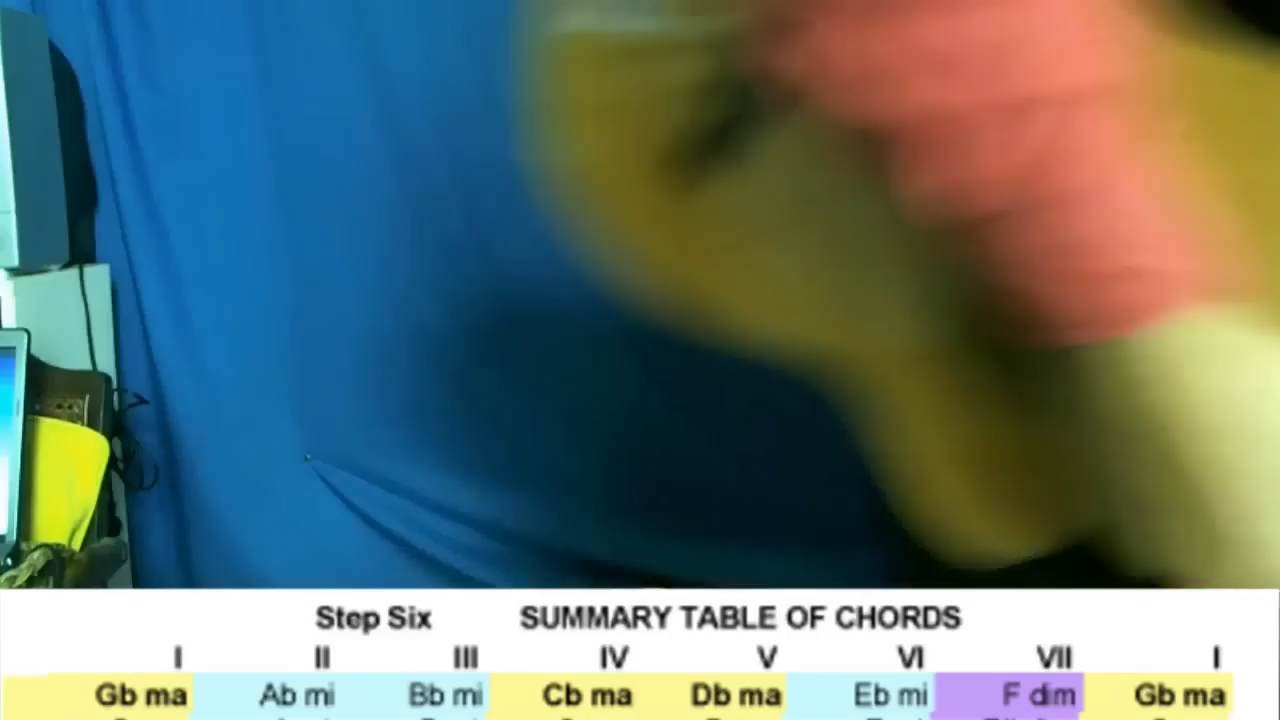 Step Six SUMMARY TABLE OF CHORDS
I II III IV V VI VII I
Gb ma Ab mi Bb mi Cb ma Db ma Eb mi F dim Gb ma